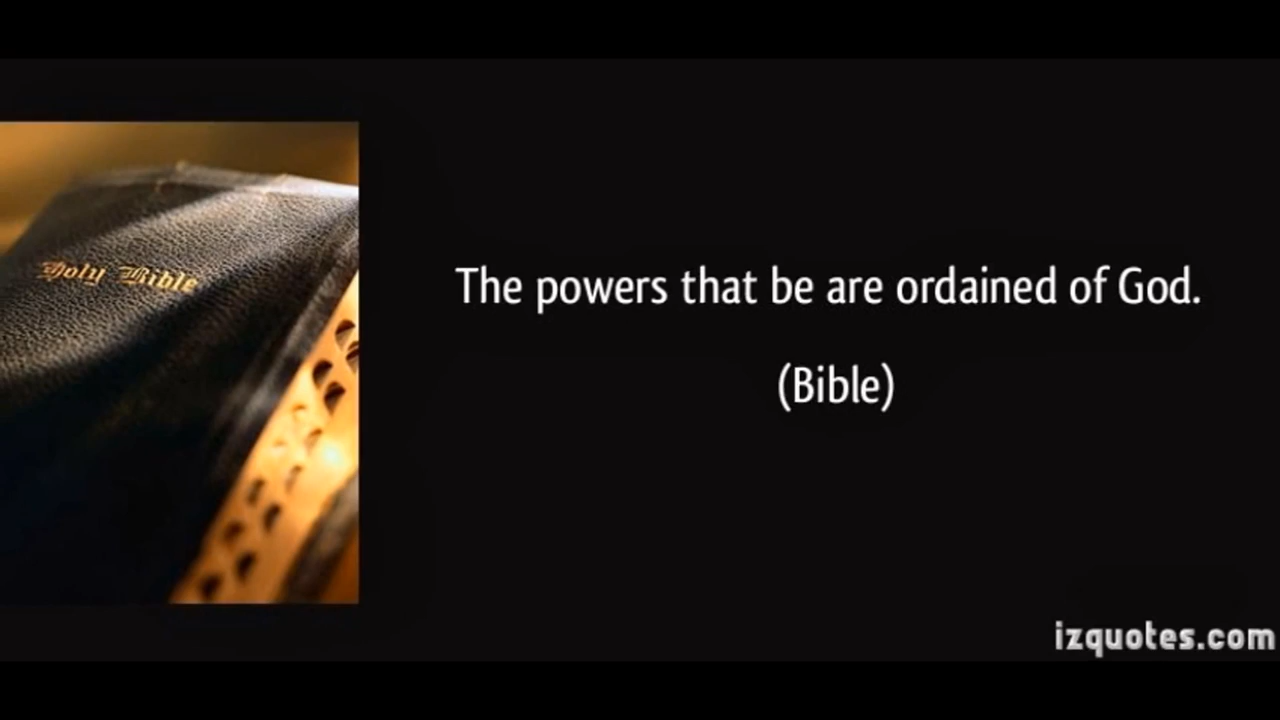 Holy Bible
The powers that be are ordained of God.
(Bible)
izquotes.com